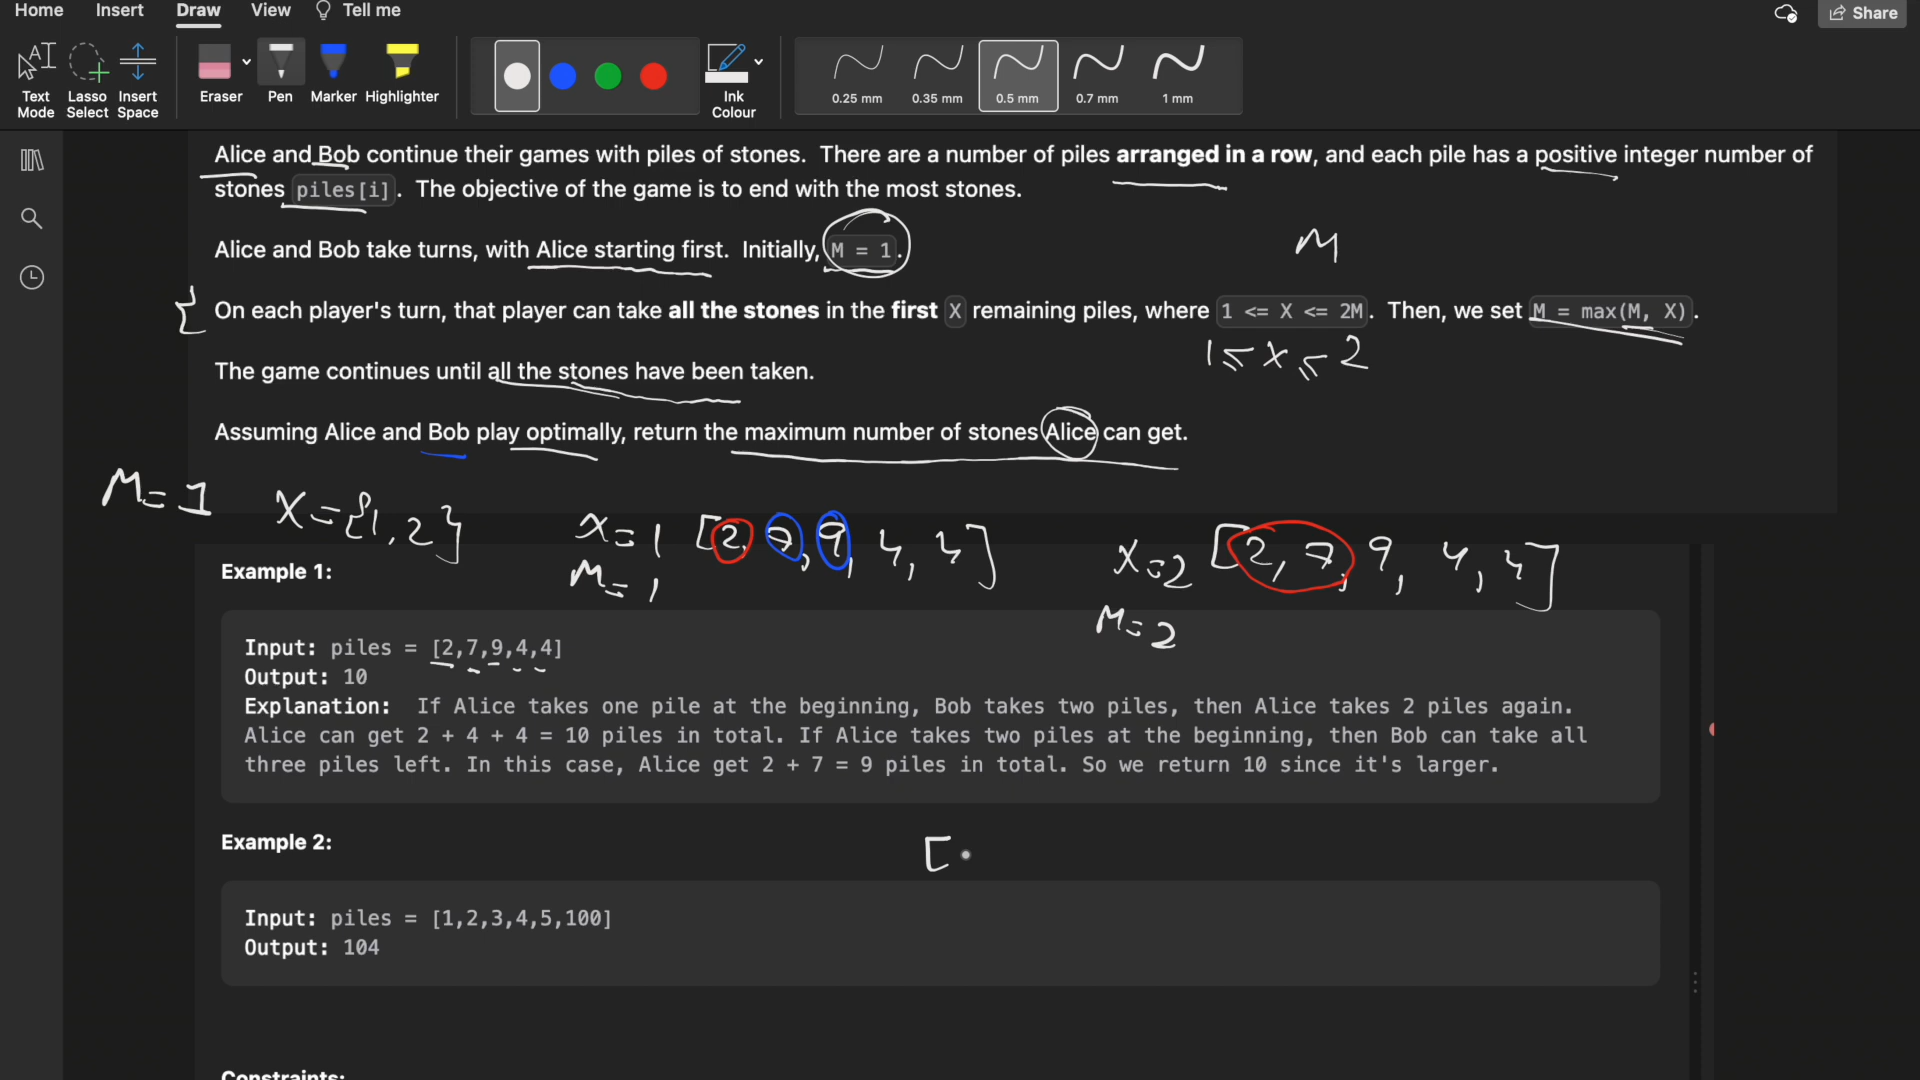 Home Insert Draw View Tell me Share
Text Mode Lasso Select Insert Space Eraser Pen Marker Highlighter Ink Colour 0.25 mm 0.35 mm 0.5 mm 0.7 mm 1 mm
Alice and Bob continue their games with piles of stones. There are a number of piles arranged in a row, and each pile has a positive integer number of
stones piles[i]. The objective of the game is to end with the most stones.
M
Alice and Bob take turns, with Alice starting first. Initially, M = 1.
{ On each player's turn, that player can take all the stones in the first X remaining piles, where 1 <= X <= 2M. Then, we set M = max(M, X).
1 ≤ X ≤ 2
The game continues until all the stones have been taken.
Assuming Alice and Bob play optimally, return the maximum number of stones Alice can get.
M=1 X={1,2} X=1 [2,7,9,4,4] X=2 [2,7,9,4,4]
M=1 M=2
Example 1:
Input: piles = [2,7,9,4,4]
Output: 10
Explanation: If Alice takes one pile at the beginning, Bob takes two piles, then Alice takes 2 piles again.
Alice can get 2 + 4 + 4 = 10 piles in total. If Alice takes two piles at the beginning, then Bob can take all
three piles left. In this case, Alice get 2 + 7 = 9 piles in total. So we return 10 since it's larger.
Example 2:
[
Input: piles = [1,2,3,4,5,100]
Output: 104
Constraints: